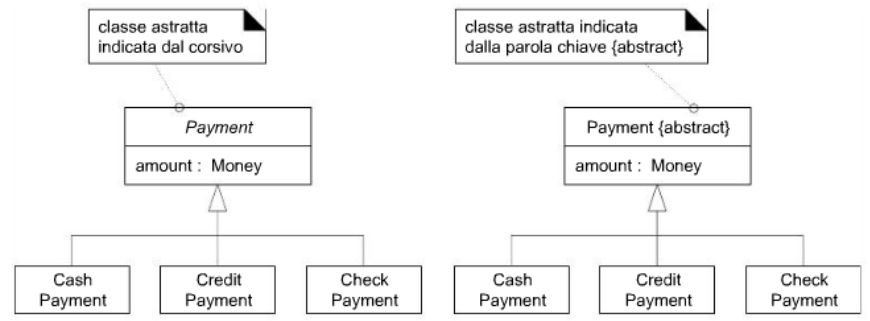 classe astratta
indicata dal corsivo
Payment
amount : Money
Cash
Payment
Credit
Payment
Check
Payment
classe astratta indicata
dalla parola chiave {abstract}
Payment {abstract}
amount : Money
Cash
Payment
Credit
Payment
Check
Payment